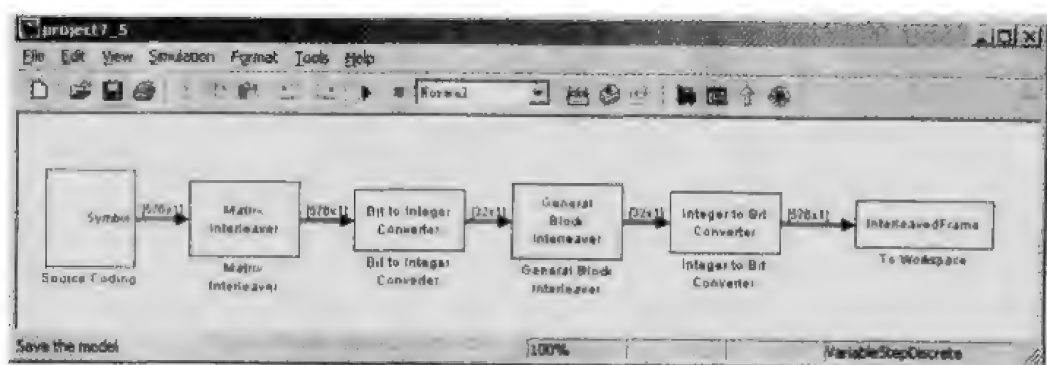 project7_5
File Edit View Simulation Format Tools Help
Normal
Symbol
[576x1]
Matrix
Interleaver
[576x1]
Bit to Integer
Converter
[32x1]
General
Block
Interleaver
[32x1]
Integer to Bit
Converter
[576x1]
InterleavedFrame
Source Coding
Matrix
Interleaver
Bit to Integer
Converter
General Block
Interleaver
Integer to Bit
Converter
To Workspace
Save the model
100%
VariableStepDiscrete